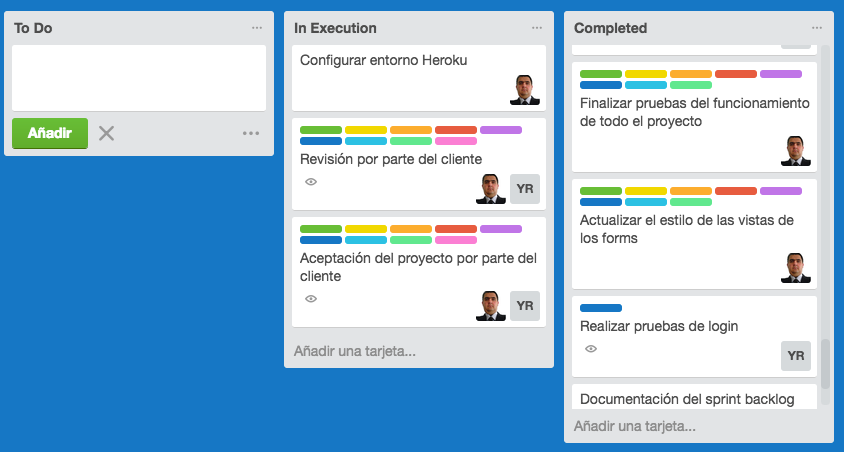 To Do
Añadir
In Execution
Configurar entorno Heroku
Revisión por parte del cliente
YR
Aceptación del proyecto por parte del
cliente
YR
Añadir una tarjeta...
Completed
Finalizar pruebas del funcionamiento
de todo el proyecto
Actualizar el estilo de las vistas de
los forms
Realizar pruebas de login
YR
Documentación del sprint backlog
Añadir una tarjeta...